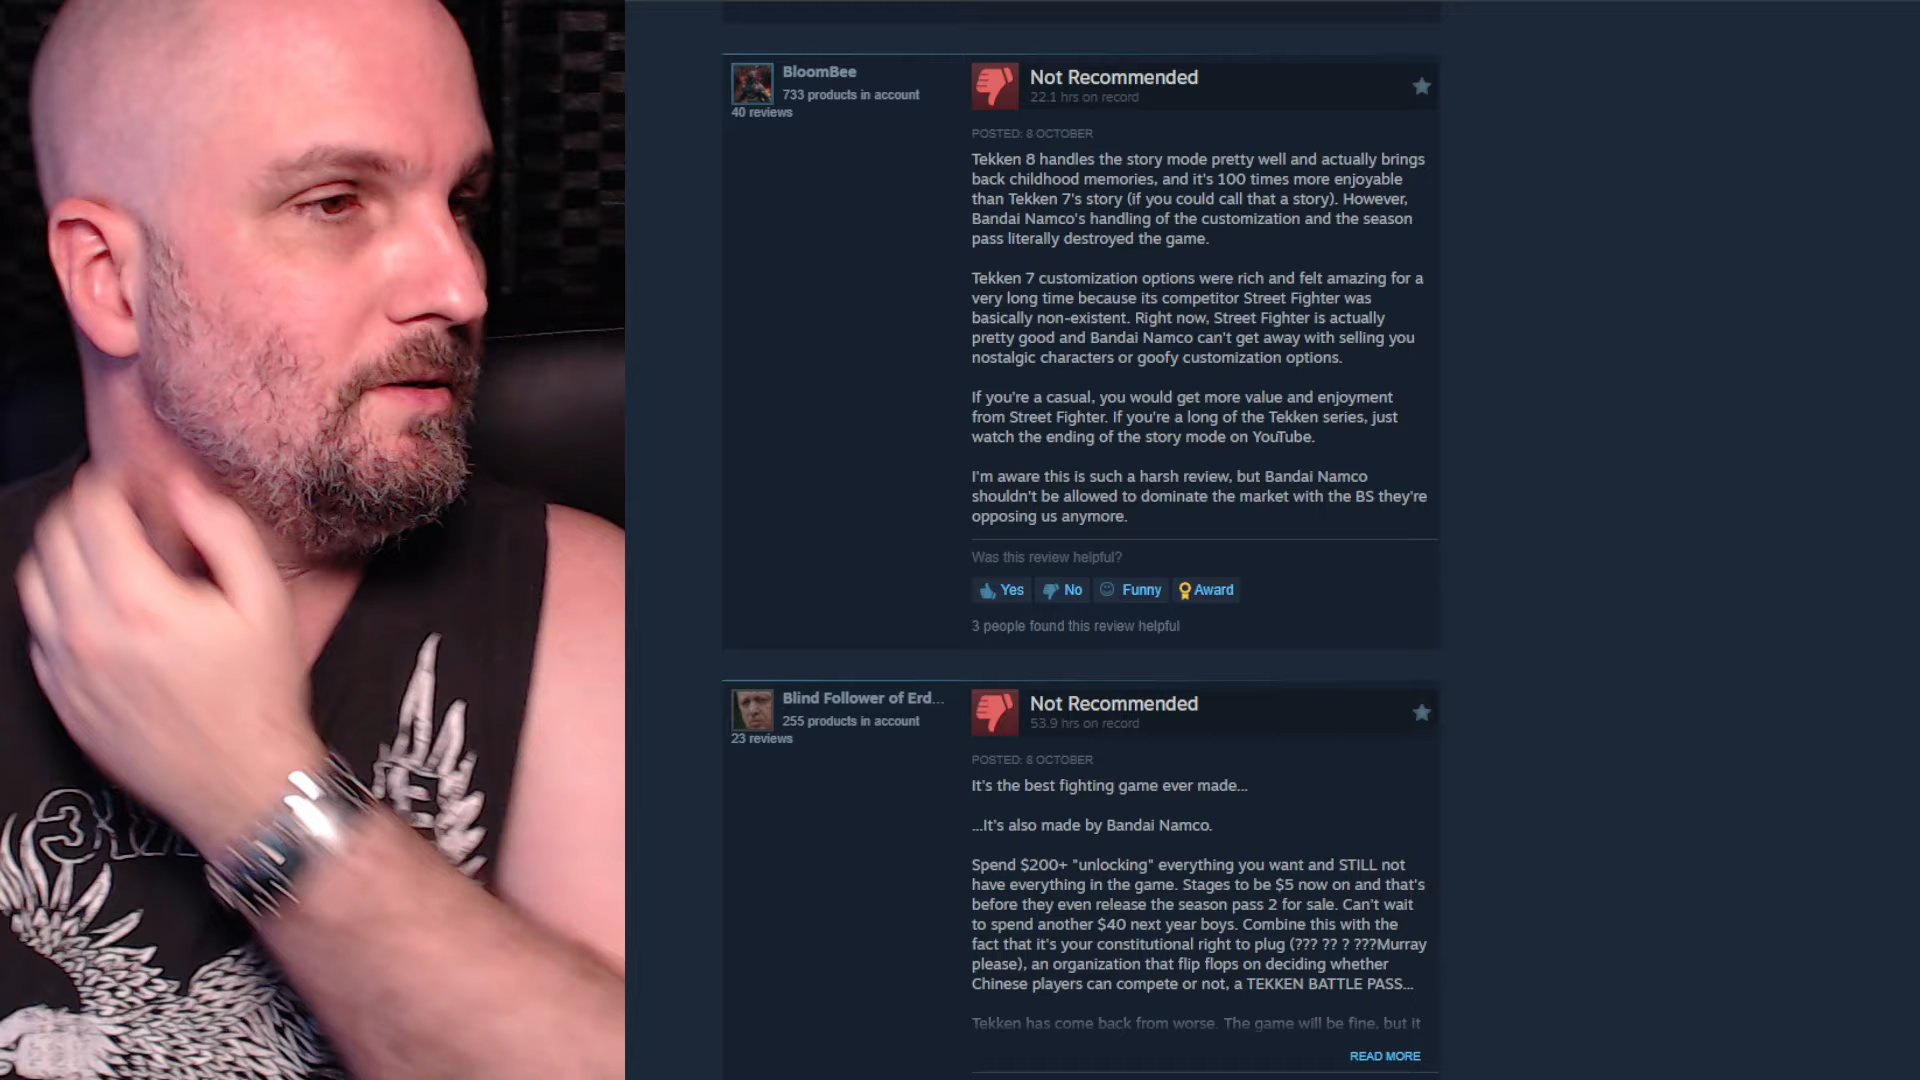 BloomBee
733 products in account
40 reviews
Not Recommended
22.1 hrs on record
POSTED: 8 OCTOBER
Tekken 8 handles the story mode pretty well and actually brings
back childhood memories, and it's 100 times more enjoyable
than Tekken 7's story (if you could call that a story). However,
Bandai Namco's handling of the customization and the season
pass literally destroyed the game.
Tekken 7 customization options were rich and felt amazing for a
very long time because its competitor Street Fighter was
basically non-existent. Right now, Street Fighter is actually
pretty good and Bandai Namco can't get away with selling you
nostalgic characters or goofy customization options.
If you're a casual, you would get more value and enjoyment
from Street Fighter. If you're a long of the Tekken series, just
watch the ending of the story mode on YouTube.
I'm aware this is such a harsh review, but Bandai Namco
shouldn't be allowed to dominate the market with the BS they're
opposing us anymore.
Was this review helpful?
Yes No Funny Award
3 people found this review helpful
Blind Follower of Erd...
255 products in account
23 reviews
Not Recommended
53.9 hrs on record
POSTED: 8 OCTOBER
It's the best fighting game ever made...
...It's also made by Bandai Namco.
Spend $200+ "unlocking" everything you want and STILL not
have everything in the game. Stages to be $5 now on and that's
before they even release the season pass 2 for sale. Can't wait
to spend another $40 next year boys. Combine this with the
fact that it's your constitutional right to plug (??? ?? ? ???Murray
please), an organization that flip flops on deciding whether
Chinese players can compete or not, a TEKKEN BATTLE PASS...
Tekken has come back from worse. The game will be fine, but it
READ MORE